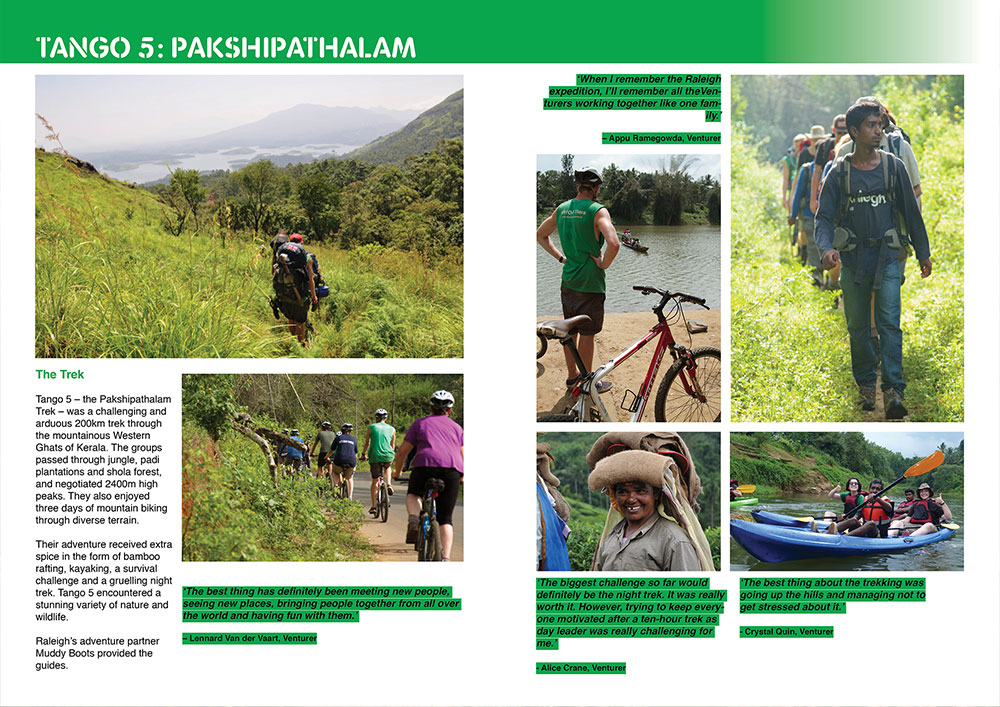 TANGO 5: PAKSHIPATHALAM
The Trek
Tango 5 – the Pakshipathalam
Trek – was a challenging and
arduous 200km trek through
the mountainous Western
Ghats of Kerala. The groups
passed through jungle, padi
plantations and shola forest,
and negotiated 2400m high
peaks. They also enjoyed
three days of mountain biking
through diverse terrain.
Their adventure received extra
spice in the form of bamboo
rafting, kayaking, a survival
challenge and a gruelling night
trek. Tango 5 encountered a
stunning variety of nature and
wildlife.
Raleigh's adventure partner
Muddy Boots provided the
guides.
'The best thing has definitely been meeting new people,
seeing new places, bringing people together from all over
the world and having fun with them.'
– Lennard Van der Vaart, Venturer
'When I remember the Raleigh
expedition, I'll remember all theVen-
turers working together like one fam-
ily.'
– Appu Ramegowda, Venturer
Raleigh
'The biggest challenge so far would
definitely be the night trek. It was really
worth it. However, trying to keep every-
one motivated after a ten-hour trek as
day leader was really challenging for
me.'
- Alice Crane, Venturer
'The best thing about the trekking was
going up the hills and managing not to
get stressed about it.'
- Crystal Quin, Venturer